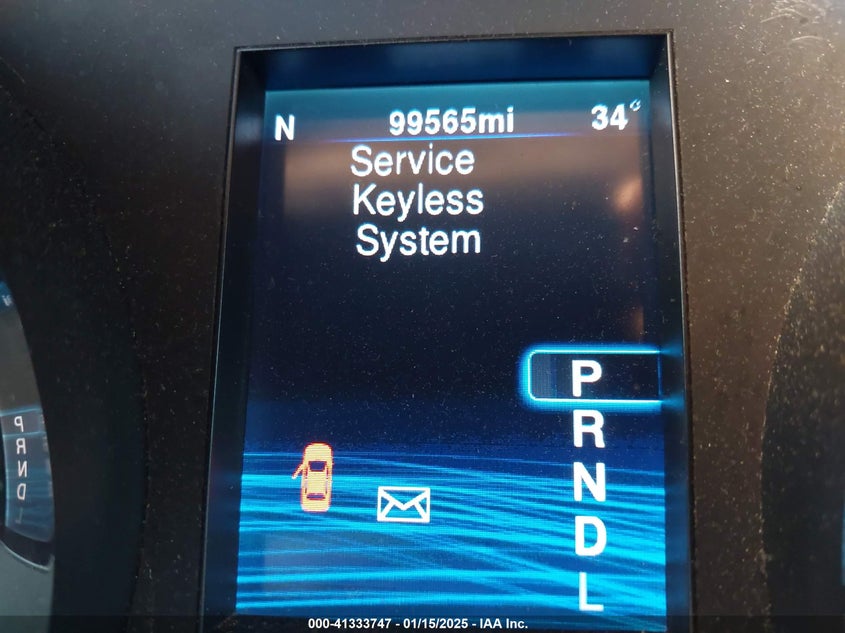 N 99565mi 34°
Service
Keyless
System
P
R
N
D
L
P
R
N
D
L
000-41333747 - 01/15/2025 - IAA Inc.